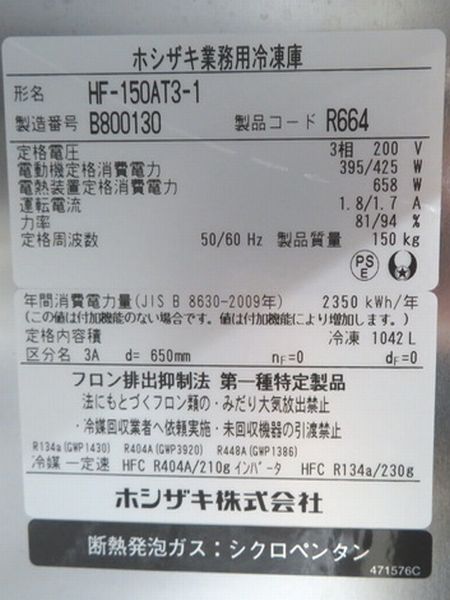 ホシザキ業務用冷凍庫
形名 HF-150AT3-1
製造番号 B800130 製品コード R664
定格電圧 3相 200 V
電動機定格消費電力 395/425 W
電熱装置定格消費電力 658 W
運転電流 1.8/1.7 A
力率 81/94 %
定格周波数 50/60 Hz 製品質量 150 kg
PS
E
年間消費電力量(JIS B 8630-2009年) 2350 kWh/年
(この値は付加機能のない場合です。値は付加機能により増加します。)
定格内容積 冷凍 1042 L
区分名 3A d= 650mm nF=0 dF=0
フロン排出抑制法 第一種特定製品
法にもとづくフロン類の・みだり大気放出禁止
・冷媒回収業者へ依頼実施・未回収機器の引渡禁止
R134a(GWP1430) R404A(GWP3920) R448A(GWP1386)
冷媒 一定速 HFC R404A/210g インバータ HFC R134a/230g
ホシザキ株式会社
断熱発泡ガス:シクロペンタン
471576C